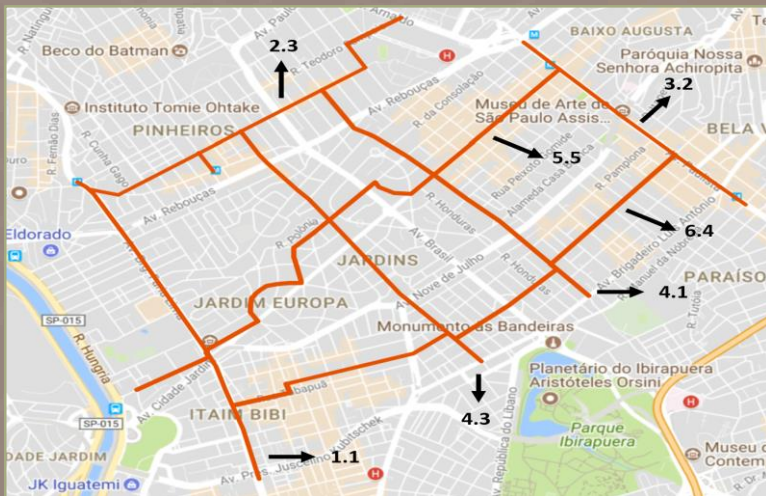 R. Natingui
Av. Paulo
Arnaldo
BAIXO AUGUSTA
Beco do Batman
2.3
R. Teodoro
H
M
Paróquia Nossa
Senhora Achiropita
Av. Rebouças
R. da Consolação
Museu de Arte de
São Paulo Assis...
3.2
Instituto Tomie Ohtake
PINHEIROS
R. Fernão Dias
R. Cunha Gago
BELA V
5.5
Rua Peixoto Gomide
Alameda Casa Branca
R. Pamplona
Paulista
Av. Rebouças
R. Honduras
6.4
Av. Brigadeiro Luís Antônio
R. Manuel da Nóbrega
Eldorado
R. Polônia
Av. Brasil
JARDINS
Av. Nove de Julho
R. Honduras
PARAÍSO
4.1
R. Tutoia
JARDIM EUROPA
SP-015
Monumento às Bandeiras
R. Hungria
Av. Cidade Jardim
Planetário do Ibirapuera
Aristóteles Orsini
H
SP-015
ITAIM BIBI
Tabapuã
4.3
Av. República do Líbano
Parque
Ibirapuera
DADE JARDIM
1.1
Av. Pres. Juscelino Kubitschek
H
Museu d
Contem
JK Iguatemi